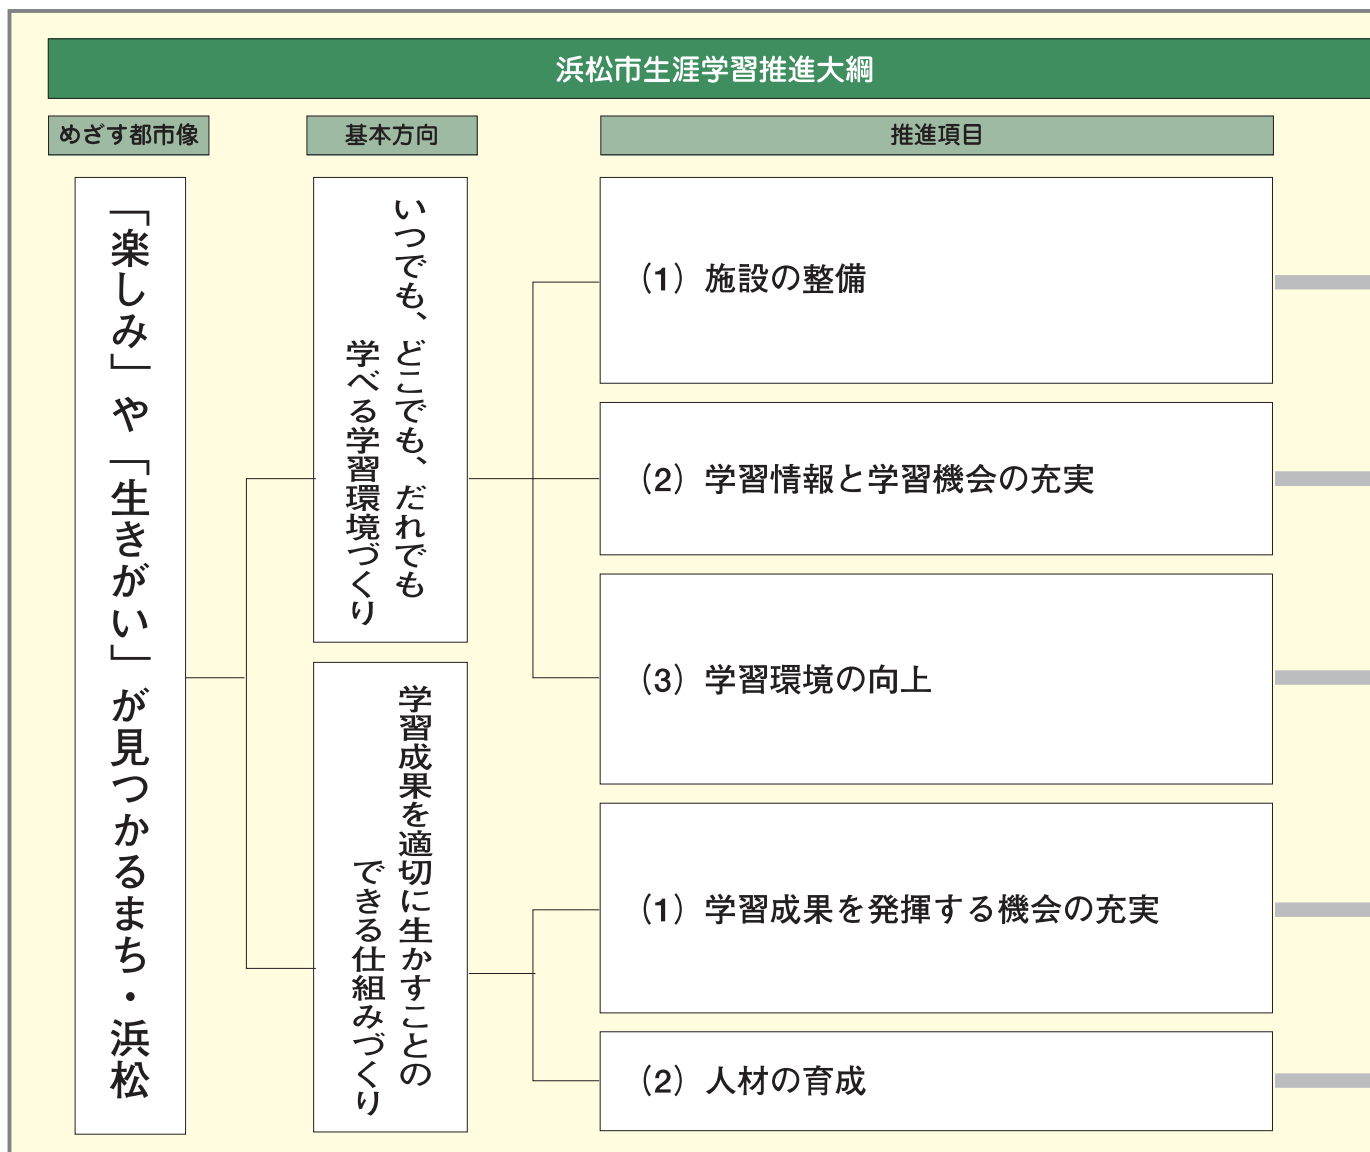 浜松市生涯学習推進大綱
めざす都市像
基本方向
推進項目
「楽しみ」や「生きがい」が見つかるまち・浜松
いつでも、どこでも、だれでも
学べる学習環境づくり
(1) 施設の整備
(2) 学習情報と学習機会の充実
(3) 学習環境の向上
学習成果を適切に生かすことの
できる仕組みづくり
(1) 学習成果を発揮する機会の充実
(2) 人材の育成